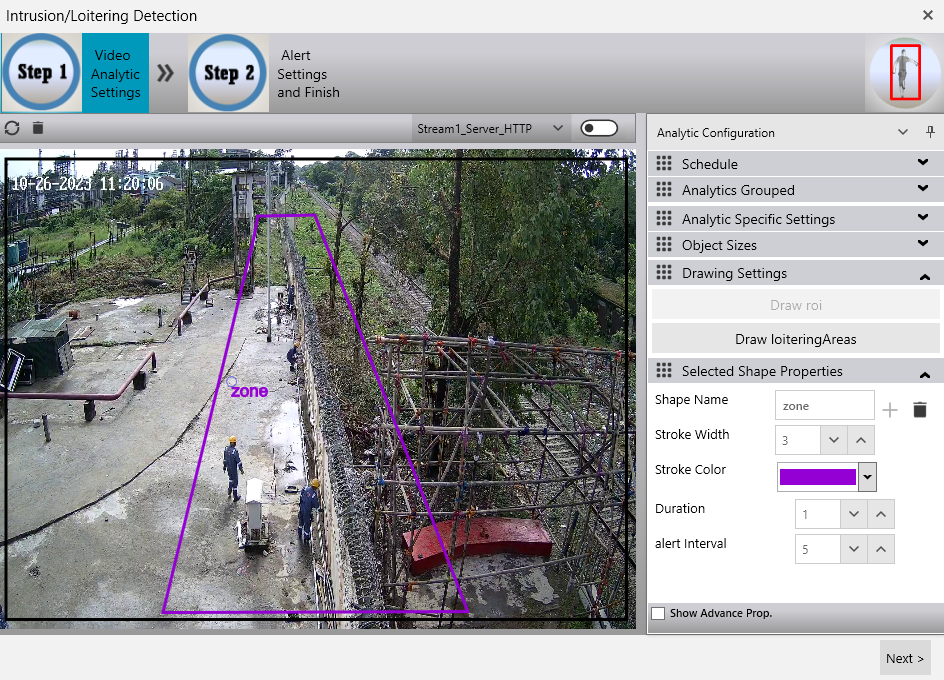 Intrusion/Loitering Detection
Step 1
Video
Analytic
Settings
Step 2
Alert
Settings
and Finish
Stream1_Server_HTTP
10-26-2023 11:20:06
zone
Analytic Configuration
Schedule
Analytics Grouped
Analytic Specific Settings
Object Sizes
Drawing Settings
Draw roi
Draw loiteringAreas
Selected Shape Properties
Shape Name
zone
Stroke Width
3
Stroke Color
Duration
1
alert Interval
5
Show Advance Prop.
Next >